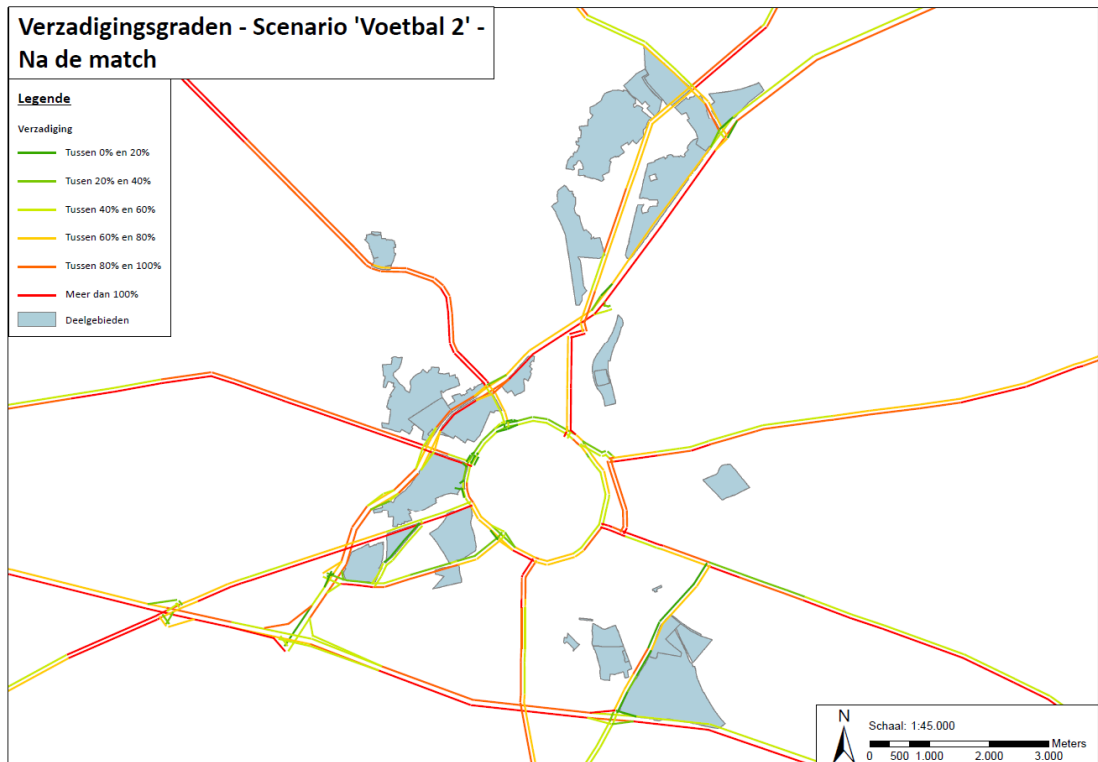 Verzadigingsgraden - Scenario 'Voetbal 2' -
Na de match
Legende
Verzadiging
Tussen 0% en 20%
Tusen 20% en 40%
Tussen 40% en 60%
Tussen 60% en 80%
Tussen 80% en 100%
Meer dan 100%
Deelgebieden
N
Schaal: 1:45.000
Meters
0 500 1.000 2.000 3.000